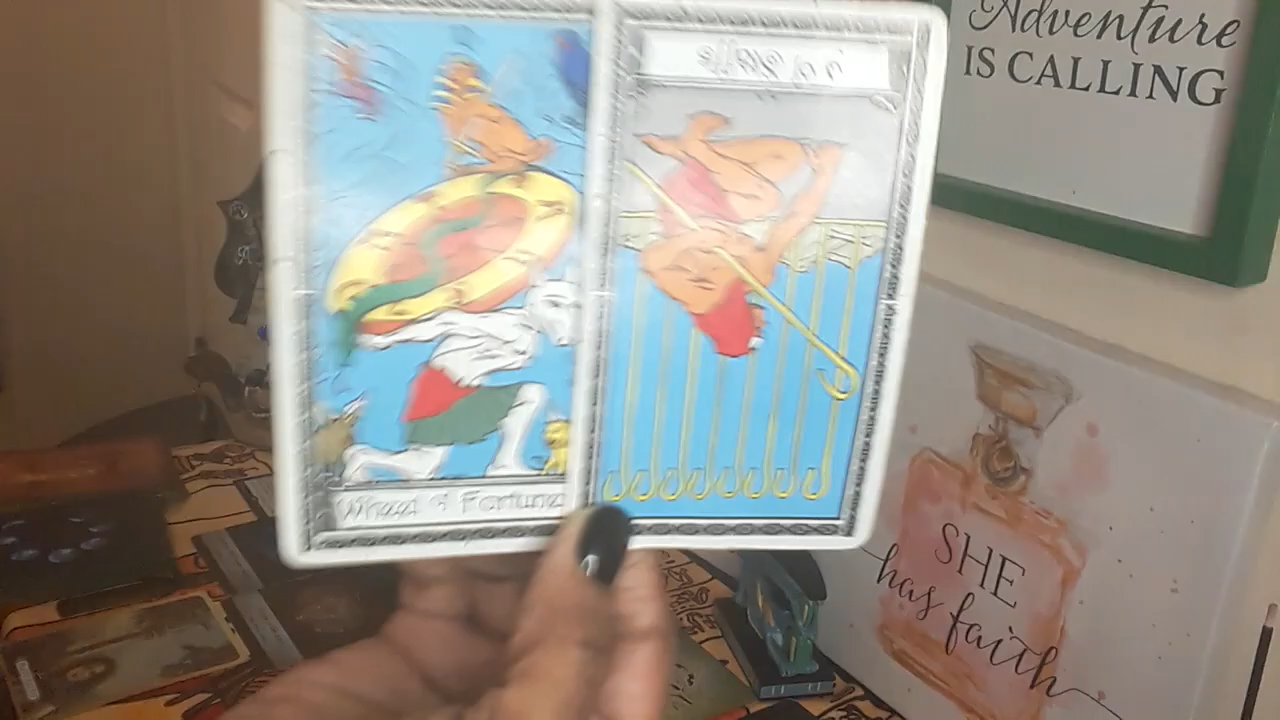 Adventure
IS CALLING
Wheel of Fortune
SHE
has faith